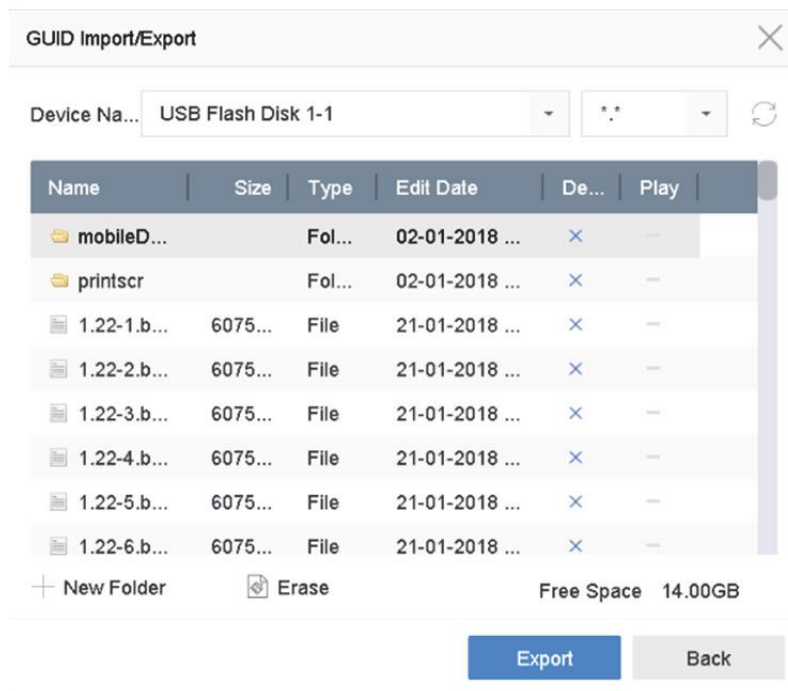 GUID Import/Export
Device Na... USB Flash Disk 1-1 *.*
Name Size Type Edit Date De... Play
mobileD... Fol... 02-01-2018 ...
printscr Fol... 02-01-2018 ...
1.22-1.b... 6075... File 21-01-2018 ...
1.22-2.b... 6075... File 21-01-2018 ...
1.22-3.b... 6075... File 21-01-2018 ...
1.22-4.b... 6075... File 21-01-2018 ...
1.22-5.b... 6075... File 21-01-2018 ...
1.22-6.b... 6075... File 21-01-2018 ...
New Folder Erase Free Space 14.00GB
Export Back